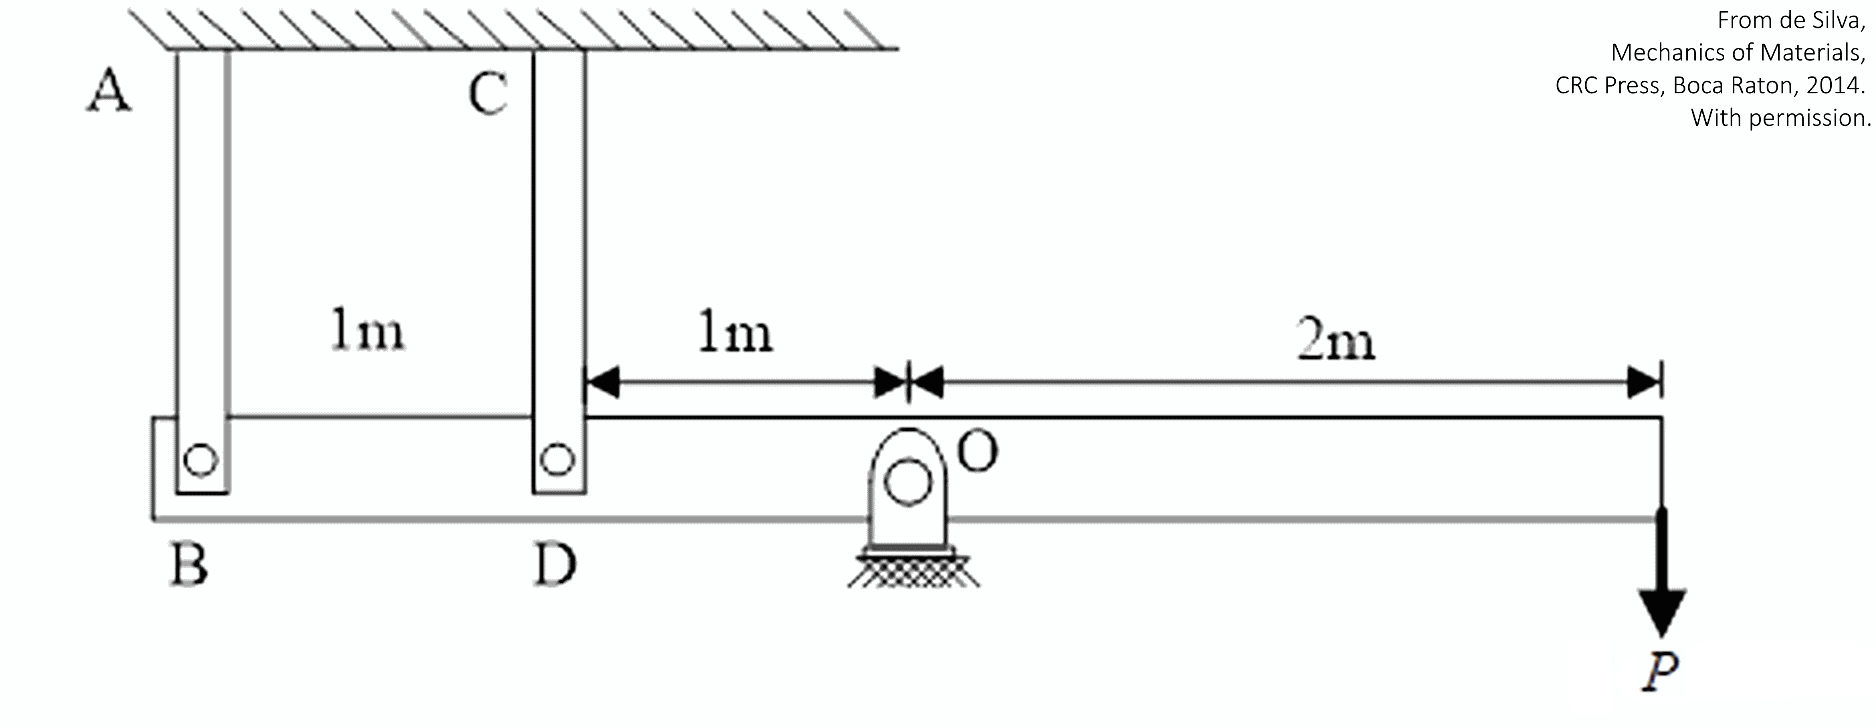 From de Silva,
Mechanics of Materials,
CRC Press, Boca Raton, 2014.
With permission.
A
C
1m
1m
2m
O
B
D
P